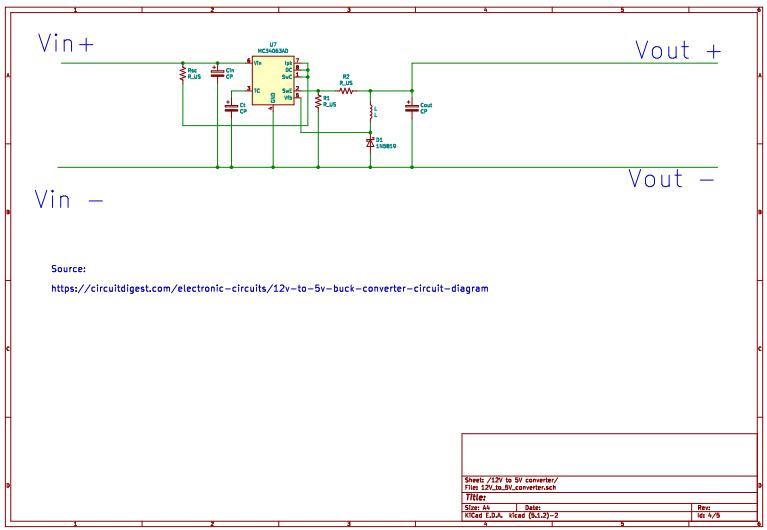 1 2 3 4 5 6
Vin+
Vout +
U7
MC34063AD
Rsc
R_US
Cin
CP
6 Vin
Ipk 7
DC 8
SwC 1
3 TC
SwE 2
Vfb 5
GND
4
Ct
CP
R1
R_US
R2
R_US
L
L
Cout
CP
D1
1N5819
Vin -
Vout -
A
A
B
B
C
C
D
D
Source:
https://circuitdigest.com/electronic-circuits/12v-to-5v-buck-converter-circuit-diagram
Sheet: /12V to 5V converter/
File: 12V_to_5V_converter.sch
Title:
Size: A4 Date: Rev:
KiCad E.D.A. kicad (5.1.2)-2 Id: 4/5
1 2 3 4 5 6